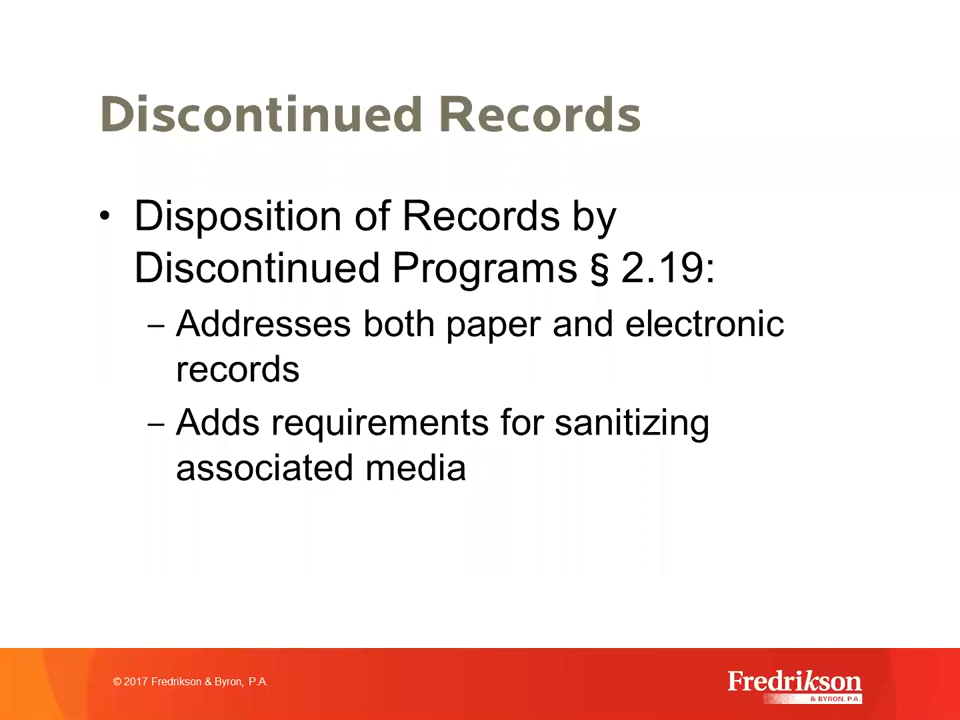 Discontinued Records
• Disposition of Records by
Discontinued Programs § 2.19:
– Addresses both paper and electronic
records
– Adds requirements for sanitizing
associated media
© 2017 Fredrikson & Byron, P.A.
Fredrikson
& BYRON, P.A.